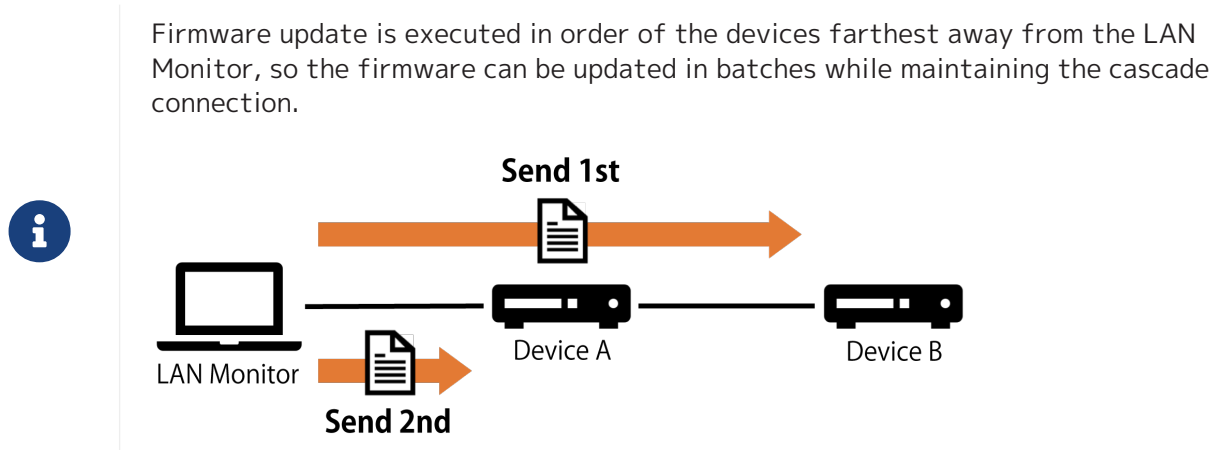 Firmware update is executed in order of the devices farthest away from the LAN
Monitor, so the firmware can be updated in batches while maintaining the cascade
connection.
Send 1st
Device A
Device B
LAN Monitor
Send 2nd